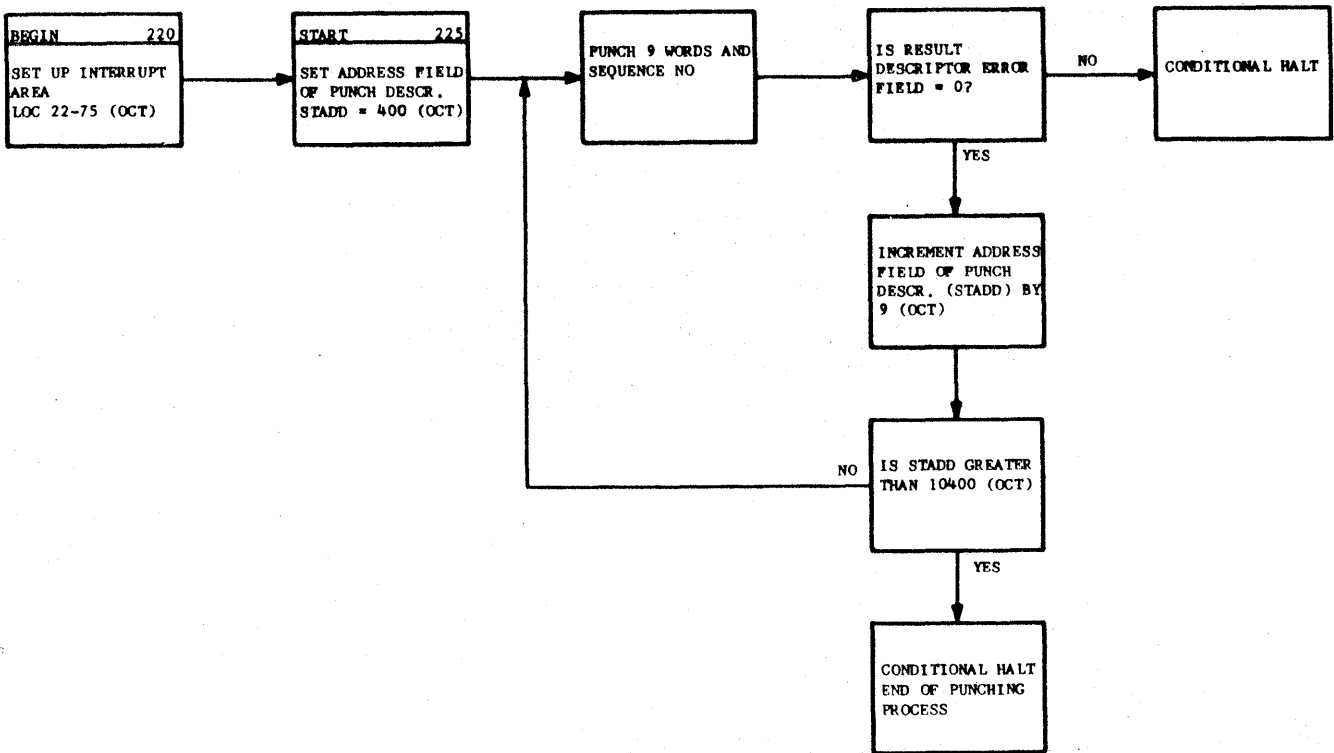 BEGIN 220
SET UP INTERRUPT
AREA
LOC 22-75 (OCT)
START 225
SET ADDRESS FIELD
OF PUNCH DESCR.
STADD = 400 (OCT)
PUNCH 9 WORDS AND
SEQUENCE NO
IS RESULT
DESCRIPTOR ERROR
FIELD = 0?
NO
CONDITIONAL HALT
YES
INCREMENT ADDRESS
FIELD OF PUNCH
DESCR. (STADD) BY
9 (OCT)
NO
IS STADD GREATER
THAN 10400 (OCT)
YES
CONDITIONAL HALT
END OF PUNCHING
PROCESS